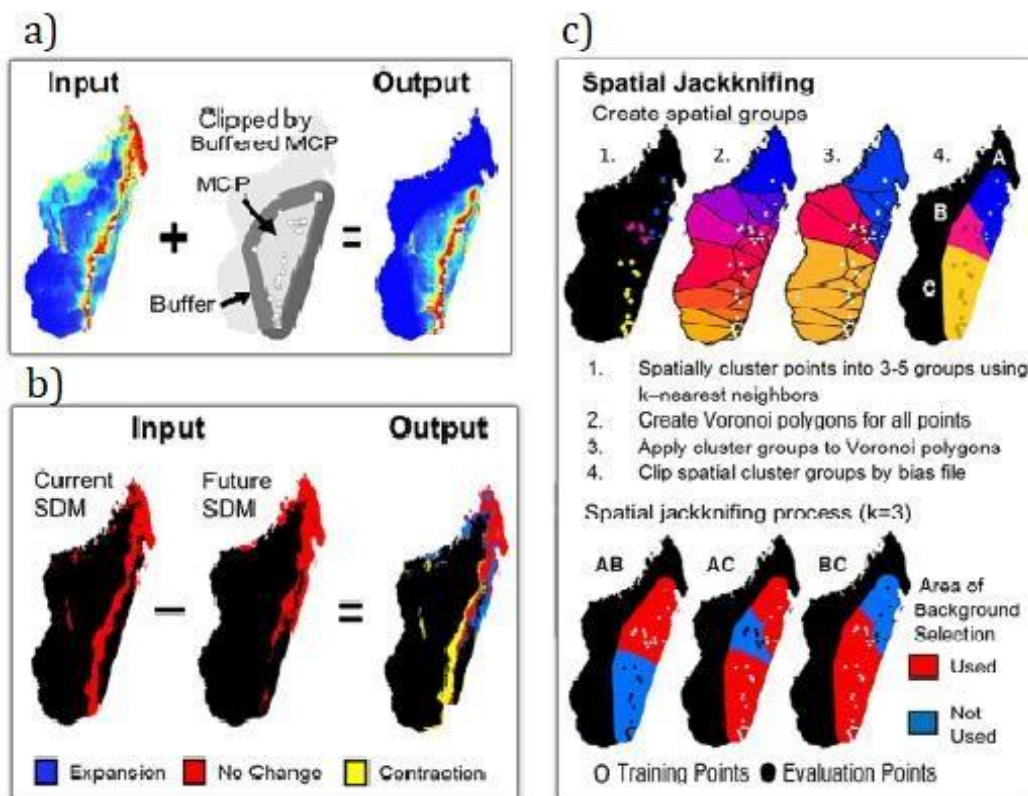 a)
Input
Output
Clipped by
Buffered MCP
MCP
+
=
Buffer
b)
Input
Output
Current
SDM
Future
SDM
–
=
Expansion
No Change
Contraction
c)
Spatial Jackknifing
Create spatial groups
1.
2.
3.
4.
A
B
C
1. Spatially cluster points into 3-5 groups using
k–nearest neighbors
2. Create Voronoi polygons for all points
3. Apply cluster groups to Voronoi polygons
4. Clip spatial cluster groups by bias file
Spatial jackknifing process (k=3)
AB
AC
BC
Area of
Background
Selection
Used
Not
Used
Training Points
Evaluation Points